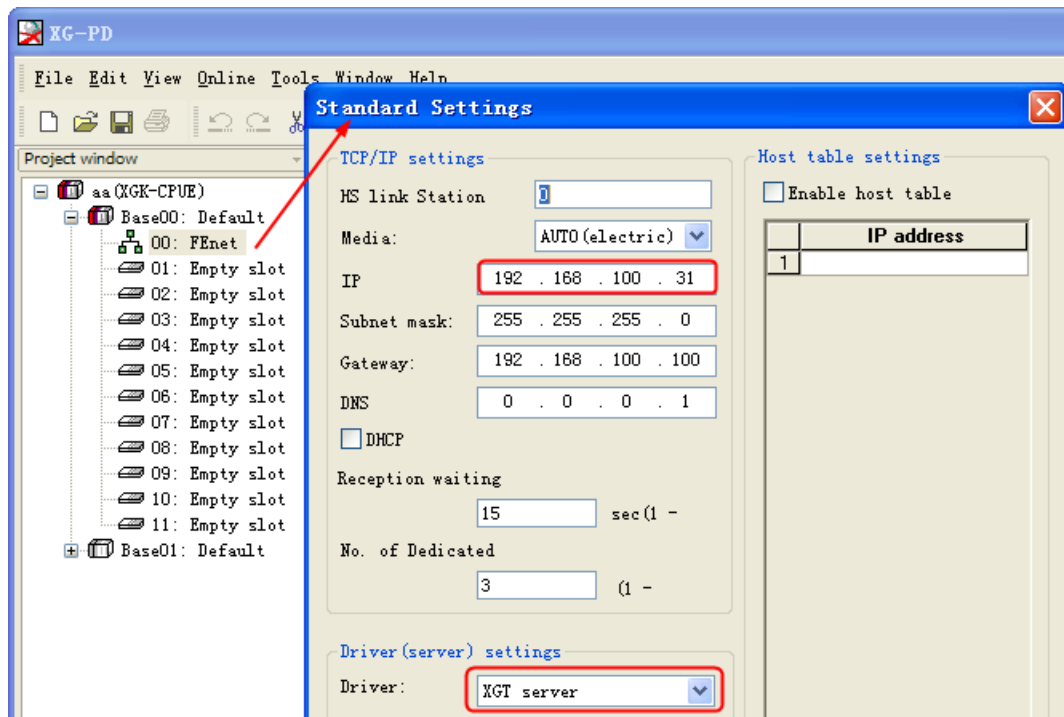 XG-PD
File Edit View Online Tools Window Help
Project window
aa(XGK-CPUE)
Base00: Default
00: FEnet
01: Empty slot
02: Empty slot
03: Empty slot
04: Empty slot
05: Empty slot
06: Empty slot
07: Empty slot
08: Empty slot
09: Empty slot
10: Empty slot
11: Empty slot
Base01: Default
Standard Settings
TCP/IP settings
HS link Station 0
Media: AUTO(electric)
IP 192 . 168 . 100 . 31
Subnet mask: 255 . 255 . 255 . 0
Gateway: 192 . 168 . 100 . 100
DNS 0 . 0 . 0 . 1
DHCP
Reception waiting
15 sec(1 -
No. of Dedicated
3 (1 -
Driver(server) settings
Driver: XGT server
Host table settings
Enable host table
IP address
1